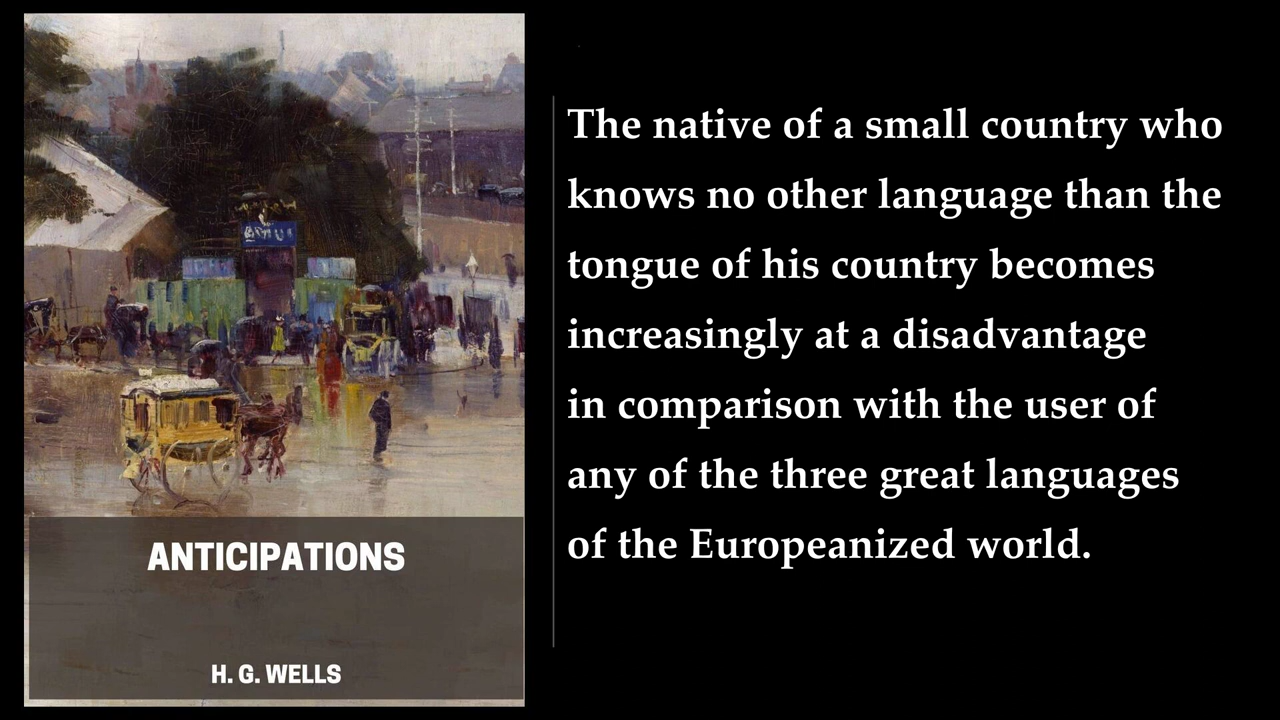 ANTICIPATIONS
H. G. WELLS
The native of a small country who
knows no other language than the
tongue of his country becomes
increasingly at a disadvantage
in comparison with the user of
any of the three great languages
of the Europeanized world.